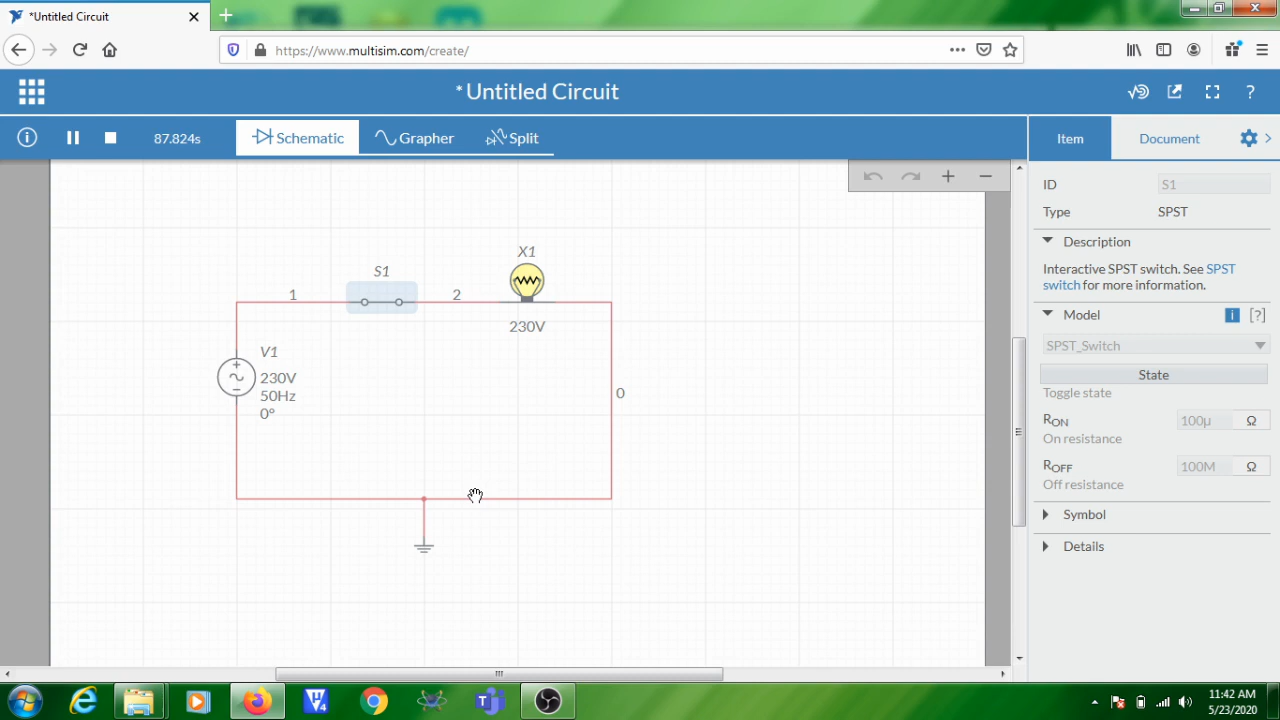 *Untitled Circuit
https://www.multisim.com/create/
*Untitled Circuit
?
87.824s
Schematic
Grapher
Split
Item
Document
ID
S1
Type
SPST
Description
Interactive SPST switch. See SPST
switch for more information.
Model
i
[?]
SPST_Switch
State
Toggle state
RON
100µ
Ω
On resistance
ROFF
100M
Ω
Off resistance
Symbol
Details
X1
S1
1
2
230V
V1
230V
50Hz
0°
0
11:42 AM
5/23/2020